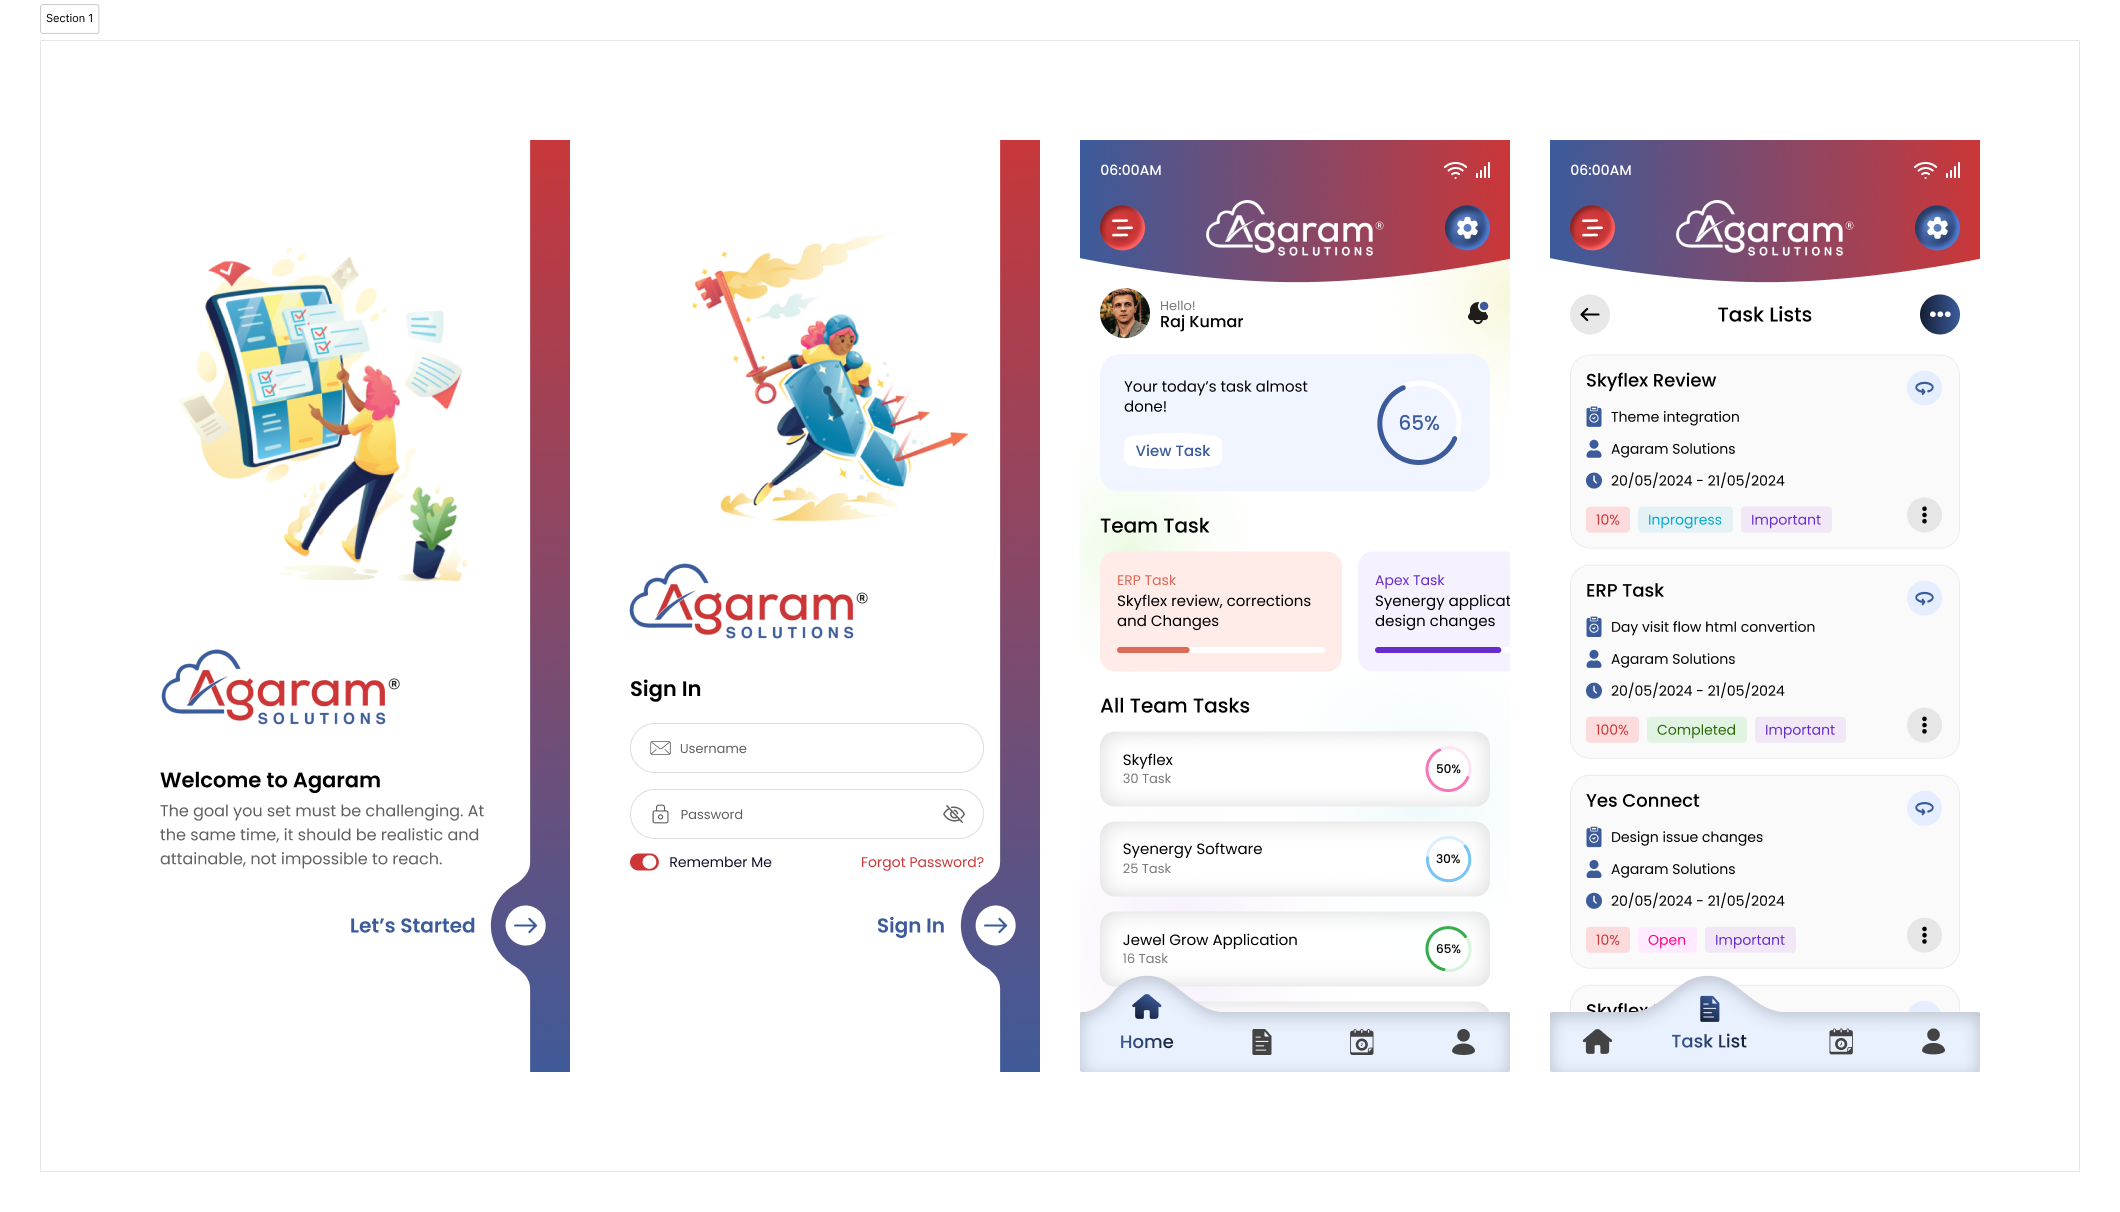 Section 1
Agaram®
SOLUTIONS
Welcome to Agaram
The goal you set must be challenging. At
the same time, it should be realistic and
attainable, not impossible to reach.
Let's Started
Agaram®
SOLUTIONS
Sign In
Username
Password
Remember Me
Forgot Password?
Sign In
06:00AM
Agaram®
SOLUTIONS
Hello!
Raj Kumar
Your today's task almost
done!
65%
View Task
Team Task
ERP Task
Skyflex review, corrections
and Changes
Apex Task
Syenergy applicat
design changes
All Team Tasks
Skyflex
30 Task
50%
Syenergy Software
25 Task
30%
Jewel Grow Application
16 Task
65%
Home
06:00AM
Agaram®
SOLUTIONS
Task Lists
Skyflex Review
Theme integration
Agaram Solutions
20/05/2024 - 21/05/2024
10% Inprogress Important
ERP Task
Day visit flow html convertion
Agaram Solutions
20/05/2024 - 21/05/2024
100% Completed Important
Yes Connect
Design issue changes
Agaram Solutions
20/05/2024 - 21/05/2024
10% Open Important
Skyflex
Task List